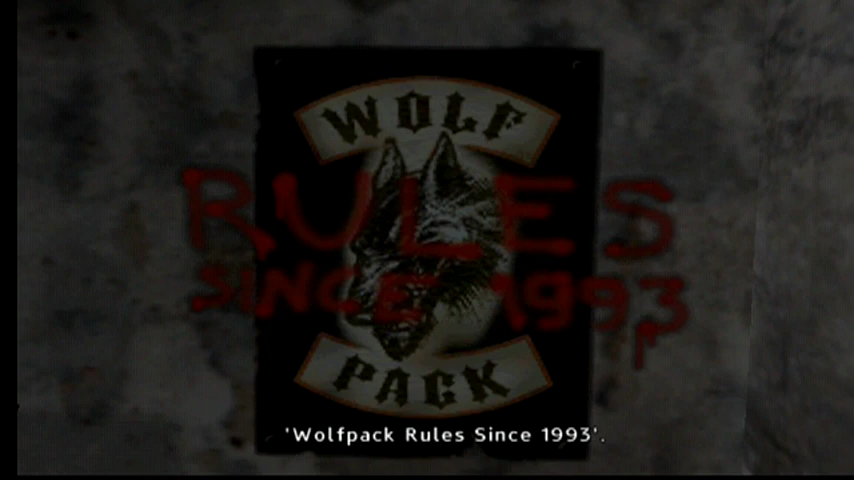 WOLF
RULES
SINCE 1993
PACK
'Wolfpack Rules Since 1993'.